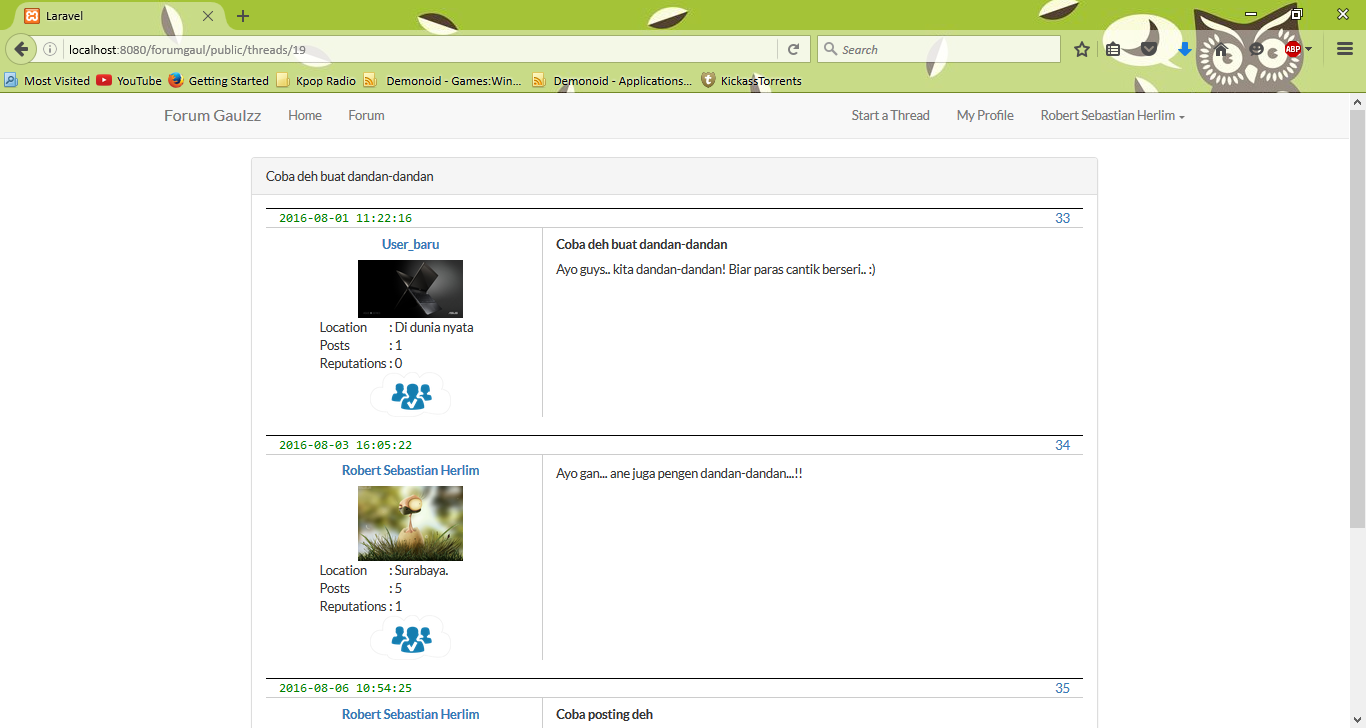 Laravel
localhost:8080/forumgaul/public/threads/19
Search
ABP
Most Visited YouTube Getting Started Kpop Radio Demonoid - Games:Win... Demonoid - Applications... KickassTorrents
Forum Gaulzz Home Forum Start a Thread My Profile Robert Sebastian Herlim
Coba deh buat dandan-dandan
2016-08-01 11:22:16 33
User_baru
Coba deh buat dandan-dandan
Ayo guys.. kita dandan-dandan! Biar paras cantik berseri.. :)
Location : Di dunia nyata
Posts : 1
Reputations : 0
2016-08-03 16:05:22 34
Robert Sebastian Herlim
Ayo gan... ane juga pengen dandan-dandan...!!
Location : Surabaya.
Posts : 5
Reputations : 1
2016-08-06 10:54:25 35
Robert Sebastian Herlim
Coba posting deh